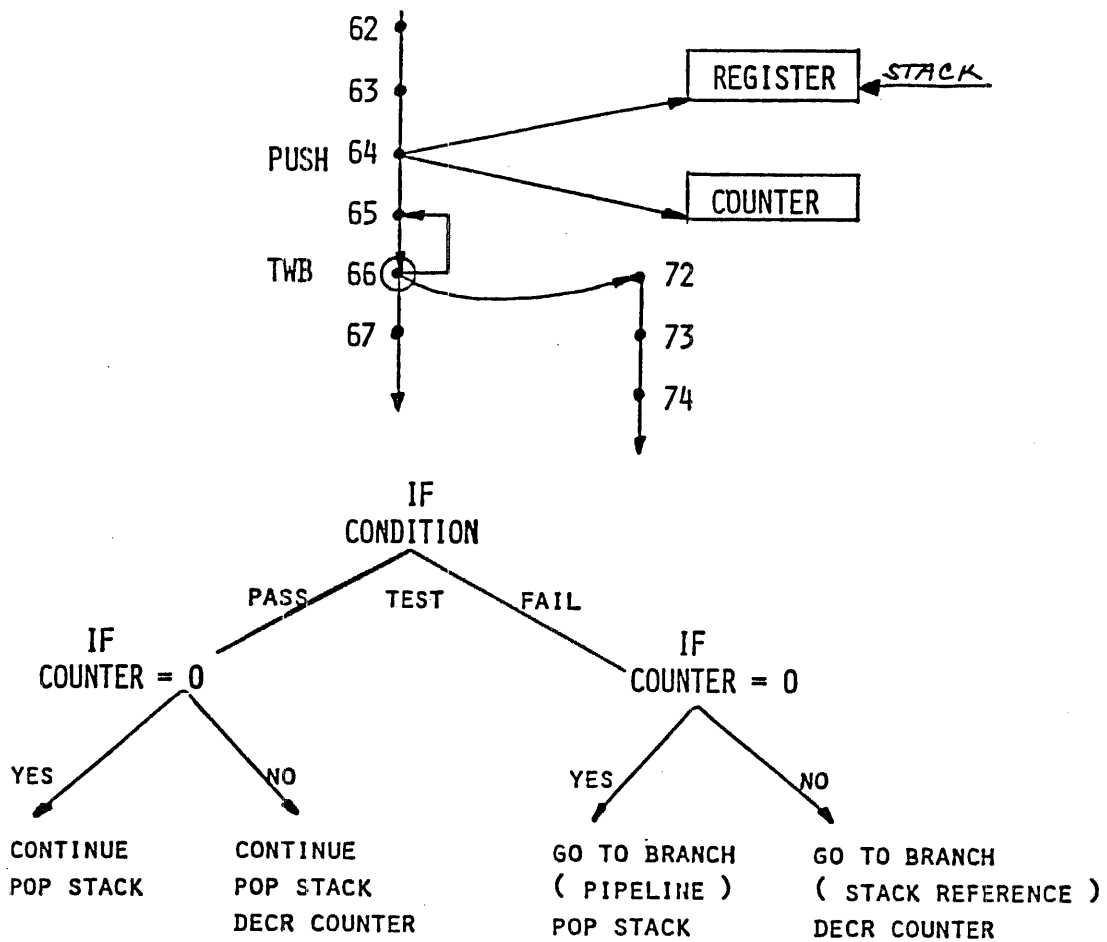 62
63
REGISTER
STACK
PUSH 64
COUNTER
65
TWB 66
72
67
73
74
IF
CONDITION
PASS TEST FAIL
IF
COUNTER = 0
IF
COUNTER = 0
YES
NO
YES
NO
CONTINUE
POP STACK
CONTINUE
POP STACK
DECR COUNTER
GO TO BRANCH
( PIPELINE )
POP STACK
GO TO BRANCH
( STACK REFERENCE )
DECR COUNTER